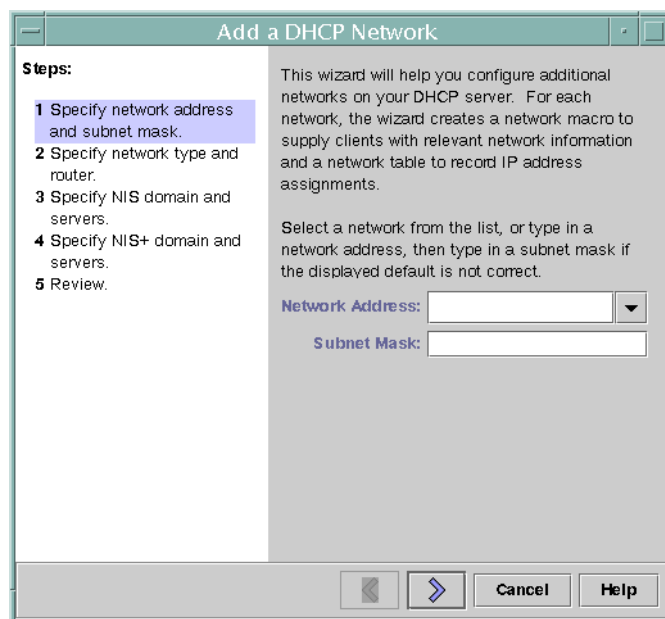 Add a DHCP Network
Steps:
1 Specify network address
and subnet mask.
2 Specify network type and
router.
3 Specify NIS domain and
servers.
4 Specify NIS+ domain and
servers.
5 Review.
This wizard will help you configure additional
networks on your DHCP server. For each
network, the wizard creates a network macro to
supply clients with relevant network information
and a network table to record IP address
assignments.
Select a network from the list, or type in a
network address, then type in a subnet mask if
the displayed default is not correct.
Network Address:
Subnet Mask:
Cancel
Help